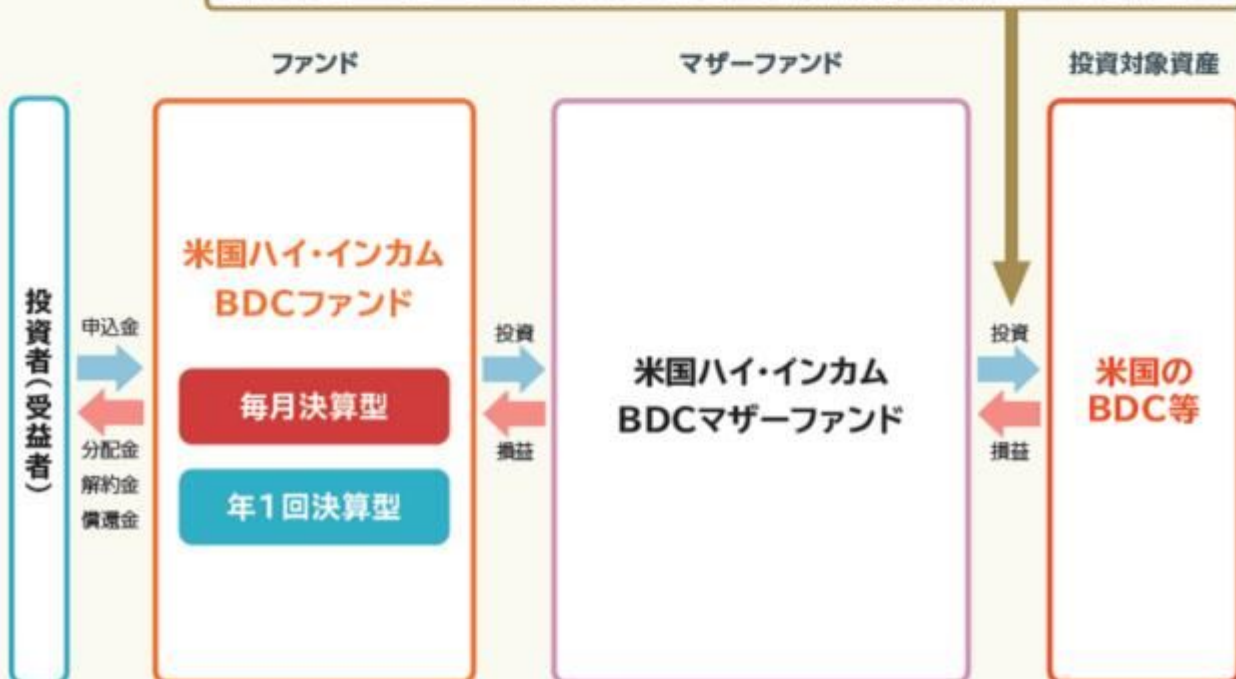 ファンド
マザーファンド
投資対象資産
投資者(受益者)
申込金
分配金
解約金
償還金
米国ハイ・インカム
BDCファンド
毎月決算型
年1回決算型
投資
損益
米国ハイ・インカム
BDCマザーファンド
投資
損益
米国の
BDC等